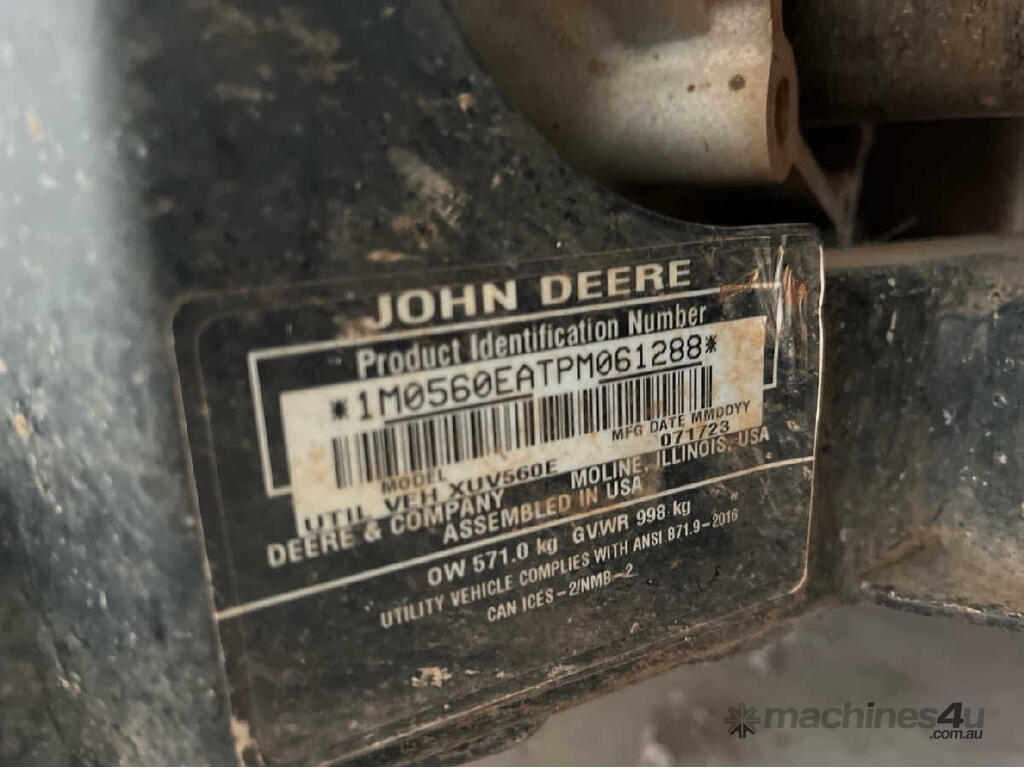 JOHN DEERE
Product Identification Number
*1M0560EATPM061288*
MODEL MFG DATE MMDDYY
UTIL VEH XUV560E 071723
DEERE & COMPANY MOLINE, ILLINOIS, USA
ASSEMBLED IN USA
OW 571.0 kg GVWR 998 kg
UTILITY VEHICLE COMPLIES WITH ANSI B71.9-2016
CAN ICES-2/NMB-2
machines4u
.com.au